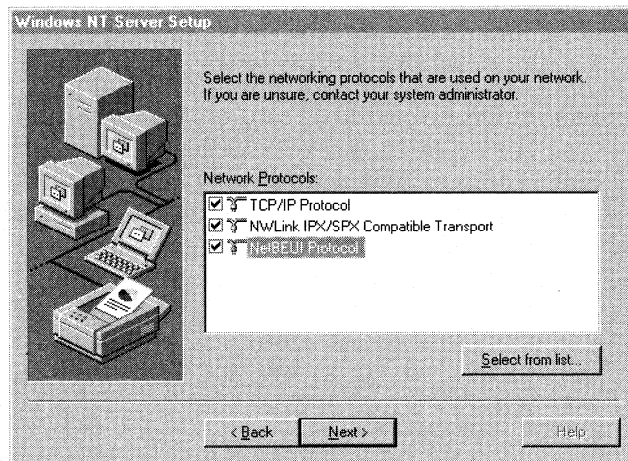 Windows NT Server Setup
Select the networking protocols that are used on your network.
If you are unsure, contact your system administrator.
Network Protocols:
TCP/IP Protocol
NWLink IPX/SPX Compatible Transport
NetBEUI Protocol
Select from list...
< Back
Next >
Help